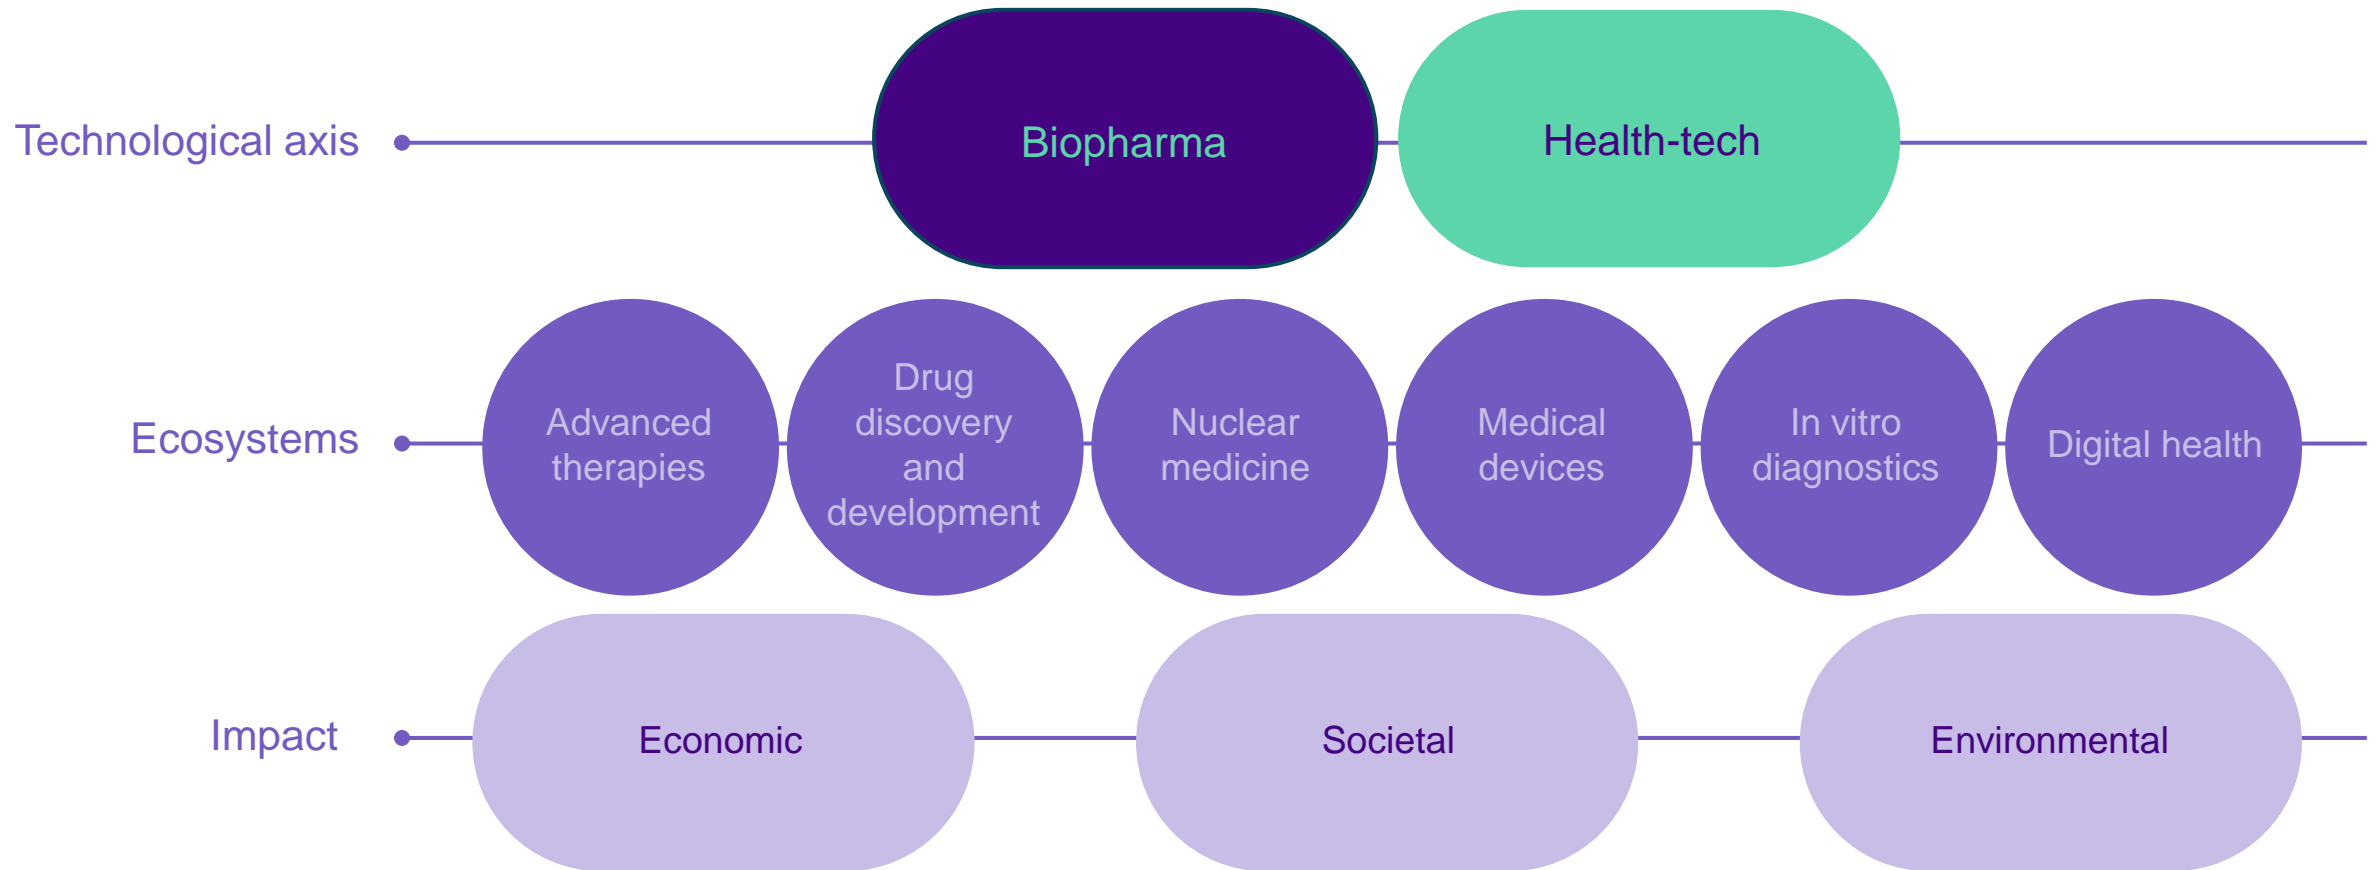 Technological axis
Biopharma
Health-tech
Ecosystems
Advanced
therapies
Drug
discovery
and
development
Nuclear
medicine
Medical
devices
In vitro
diagnostics
Digital health
Impact
Economic
Societal
Environmental